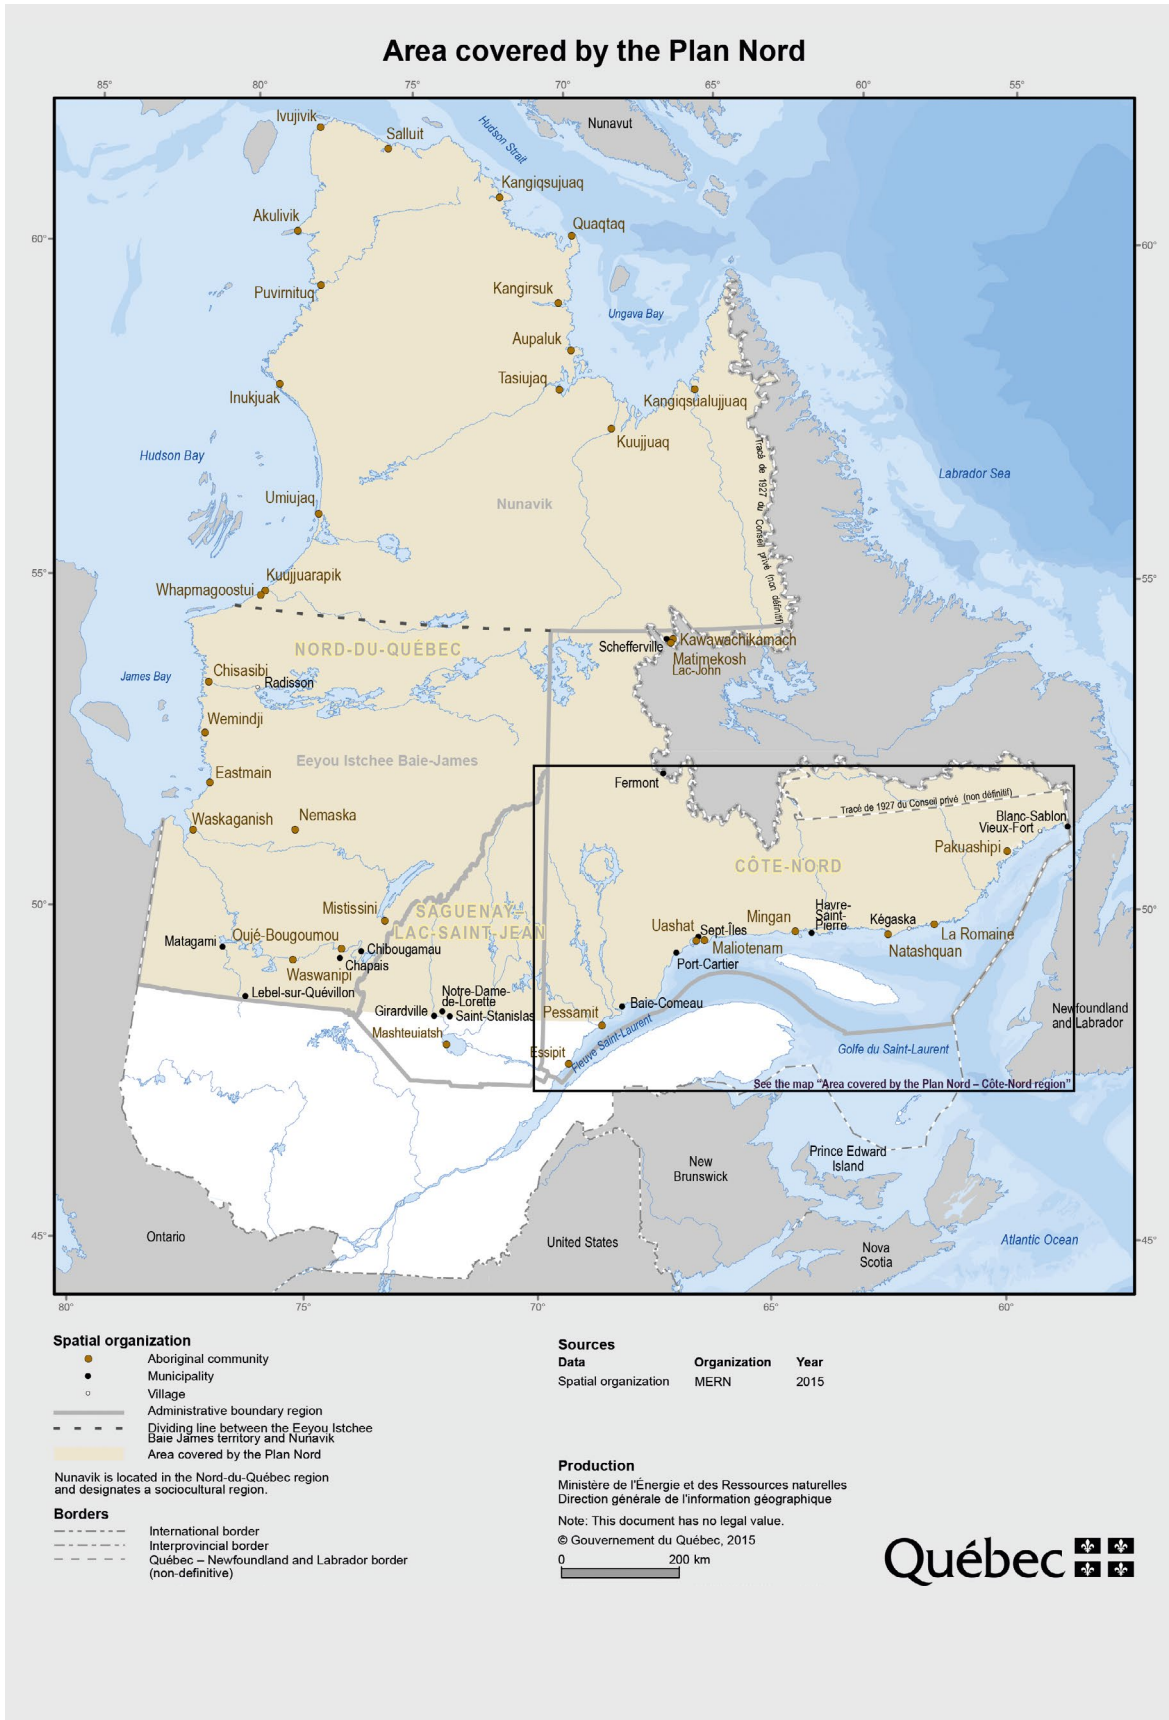 Area covered by the Plan Nord
85° 80° 75° 70° 65° 60° 55°
Ivujivik
Salluit
Hudson Strait
Nunavut
Kangiqsujuaq
Akulivik
Quaqtaq
60°
60°
Puvirnituq
Kangirsuk
Ungava Bay
Aupaluk
Tasiujaq
Inukjuak
Kangiqsualujjuaq
Kuujjuaq
Hudson Bay
Labrador Sea
Tracé de 1927 du Conseil privé (non définitif)
Umiujaq
Nunavik
55°
55°
Kuujjuarapik
Whapmagoostui
NORD-DU-QUÉBEC
Schefferville
Kawawachikamach
Matimekosh
Lac-John
James Bay
Chisasibi
Radisson
Wemindji
Eeyou Istchee Baie-James
Eastmain
Fermont
Tracé de 1927 du Conseil privé (non définitif)
Waskaganish
Nemaska
Blanc-Sablon
Vieux-Fort
Pakuashipi
CÔTE-NORD
50°
50°
Mistissini
SAGUENAY–
LAC-SAINT-JEAN
Matagami
Oujé-Bougoumou
Chibougamau
Chapais
Waswanipi
Uashat
Sept-Îles
Maliotenam
Port-Cartier
Mingan
Havre-
Saint-
Pierre
Kégaska
La Romaine
Natashquan
Lebel-sur-Quévillon
Notre-Dame-
de-Lorette
Girardville
Saint-Stanislas
Mashteuiatsh
Baie-Comeau
Pessamit
Essipit
Fleuve Saint-Laurent
Golfe du Saint-Laurent
Newfoundland
and Labrador
See the map “Area covered by the Plan Nord – Côte-Nord region”
New
Brunswick
Prince Edward
Island
45°
45°
Ontario
United States
Nova
Scotia
Atlantic Ocean
80° 75° 70° 65° 60°
Spatial organization
Aboriginal community
Municipality
Village
Administrative boundary region
Dividing line between the Eeyou Istchee
Baie James territory and Nunavik
Area covered by the Plan Nord
Nunavik is located in the Nord-du-Québec region
and designates a sociocultural region.
Borders
International border
Interprovincial border
Québec – Newfoundland and Labrador border
(non-definitive)
Sources
Data Organization Year
Spatial organization MERN 2015
Production
Ministère de l'Énergie et des Ressources naturelles
Direction générale de l'information géographique
Note: This document has no legal value.
© Gouvernement du Québec, 2015
0 200 km
Québec